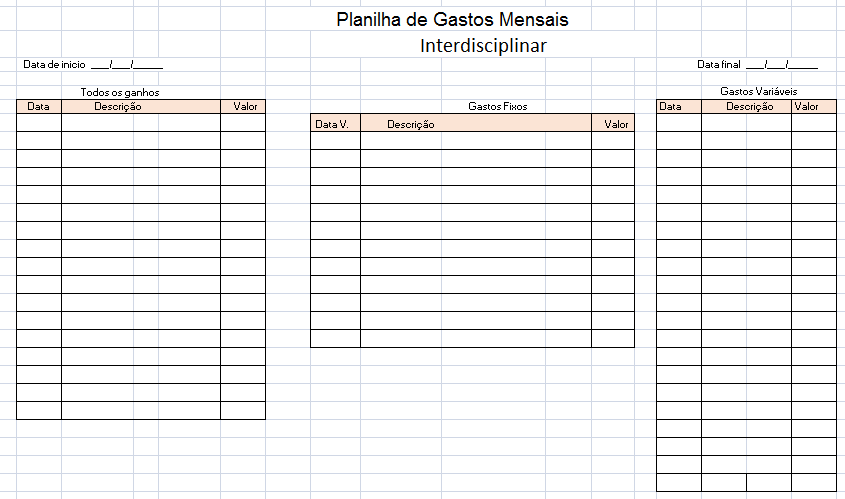 Planilha de Gastos Mensais
Interdisciplinar
Data de inicio ___/___/_____
Data final ___/___/_____
Todos os ganhos
Data Descrição Valor
Gastos Fixos
Data V. Descrição Valor
Gastos Variáveis
Data Descrição Valor